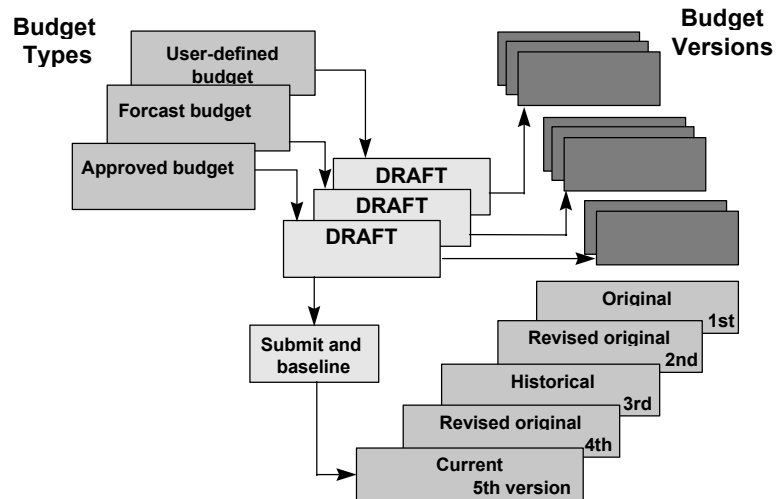 Budget
Types
Budget
Versions
User-defined
budget
Forcast budget
Approved budget
DRAFT
DRAFT
DRAFT
Submit and
baseline
Original
1st
Revised original
2nd
Historical
3rd
Revised original
4th
Current
5th version